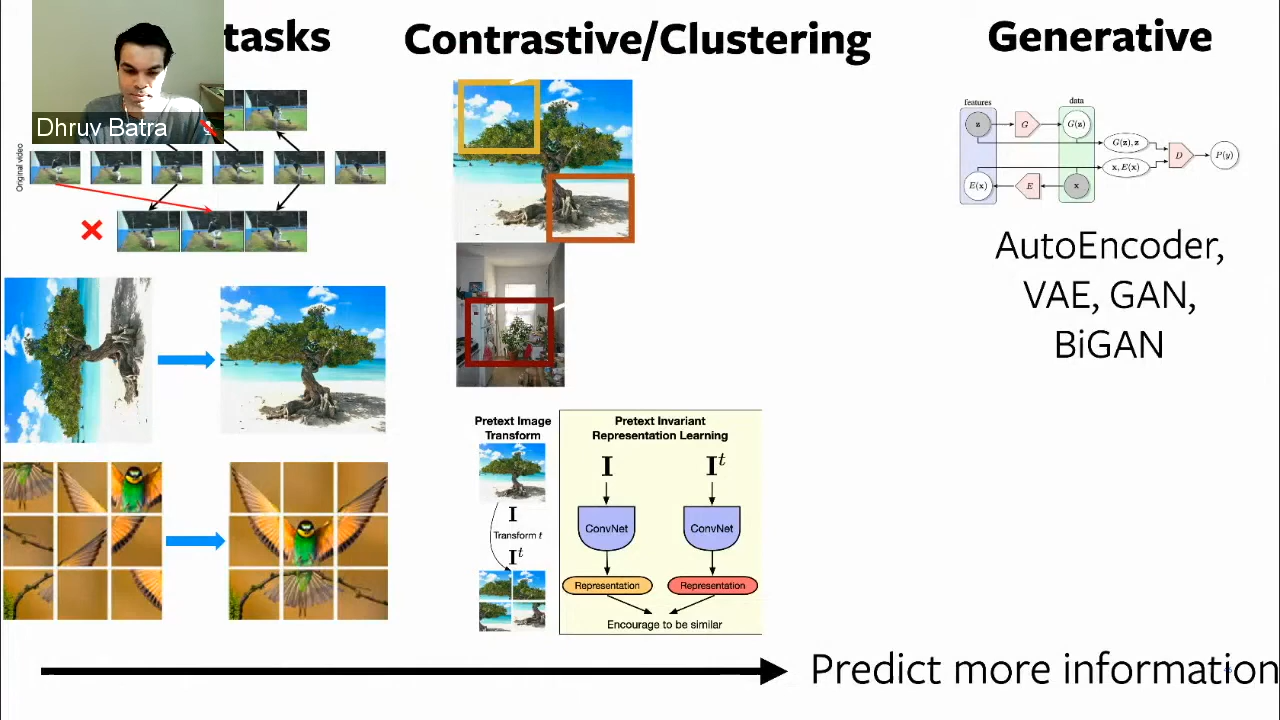 tasks
Contrastive/Clustering
Generative
Dhruv Batra
Original video
features
data
z
G
G(z)
G(z), z
x, E(x)
D
P(y)
E(x)
E
x
AutoEncoder,
VAE, GAN,
BiGAN
Pretext Image
Transform
I
Transform t
I^t
Pretext Invariant
Representation Learning
I
I^t
ConvNet
ConvNet
Representation
Representation
Encourage to be similar
Predict more information